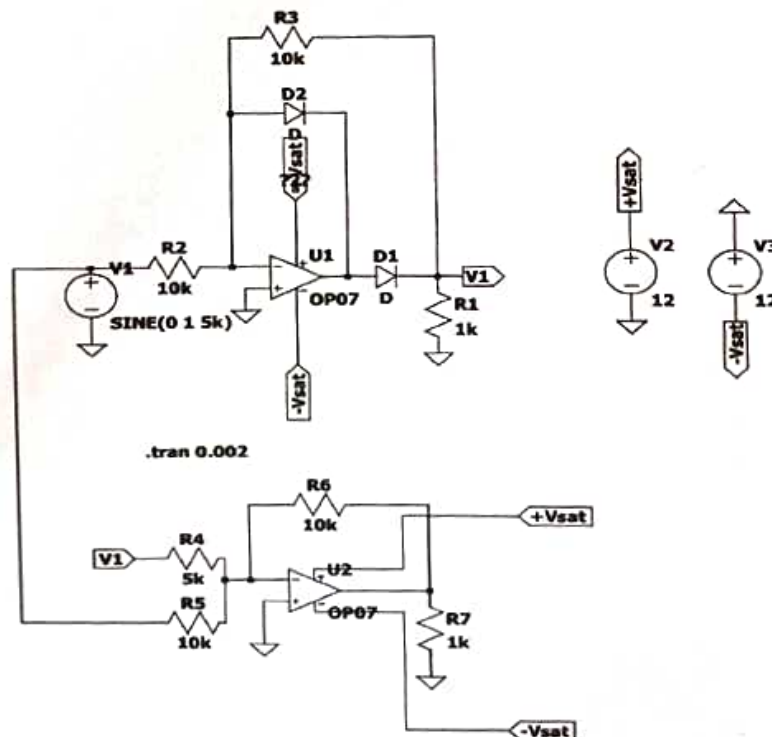 R3
10k
D2
D
+Vsat
R2
10k
V1
SINE(0 1 5k)
U1
OP07
D1
D
V1
R1
1k
-Vsat
+Vsat
V2
12
V3
12
-Vsat
.tran 0.002
R6
10k
V1
R4
5k
R5
10k
U2
OP07
R7
1k
+Vsat
-Vsat